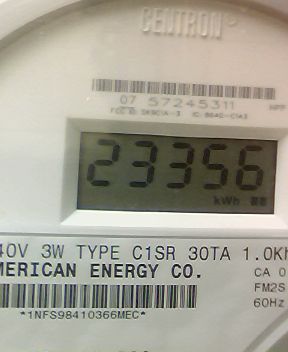 CENTRON®
07 57245311
23356
kWh
40V 3W TYPE C1SR 30TA 1.0Kh
MERICAN ENERGY CO.
CA 0
FM2S
60Hz
*1NFS98410366MEC*